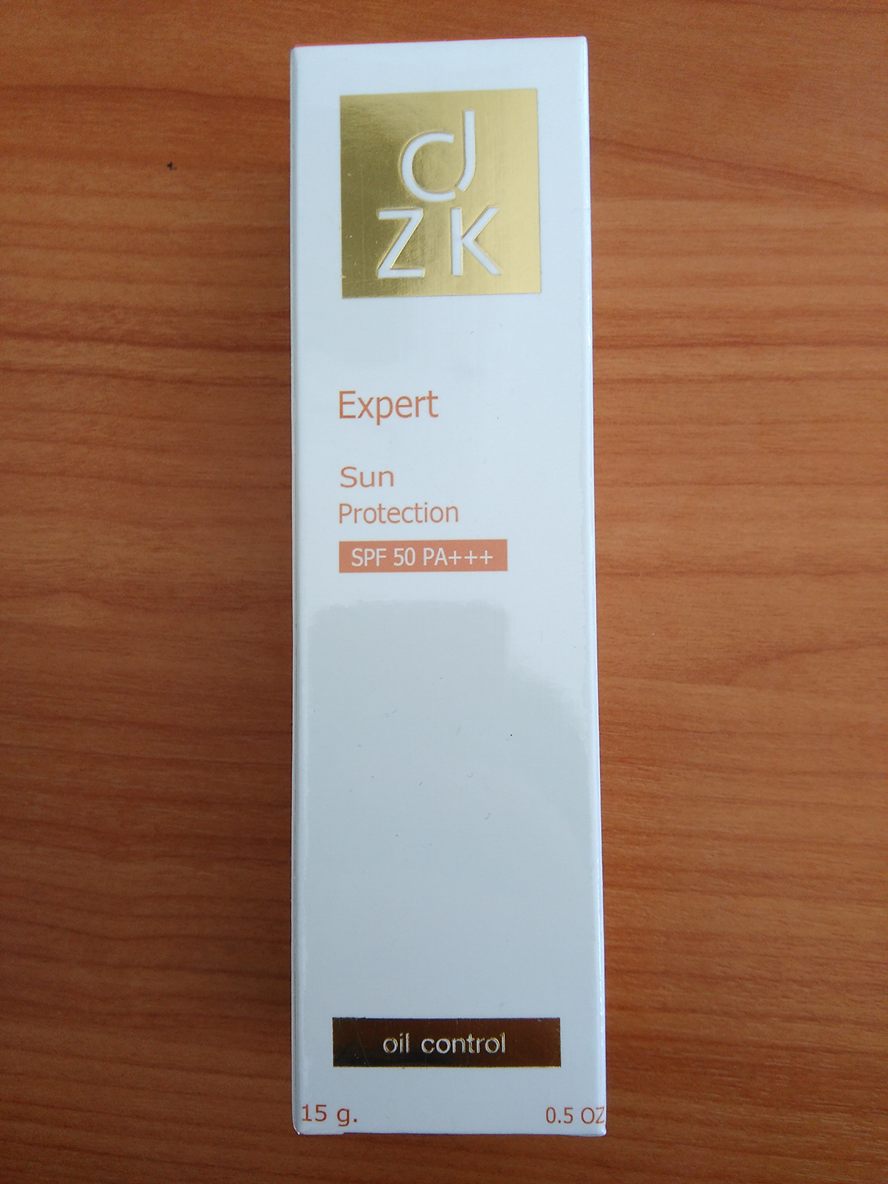 d
ZK
Expert
Sun
Protection
SPF 50 PA+++
oil control
15 g.
0.5 OZ